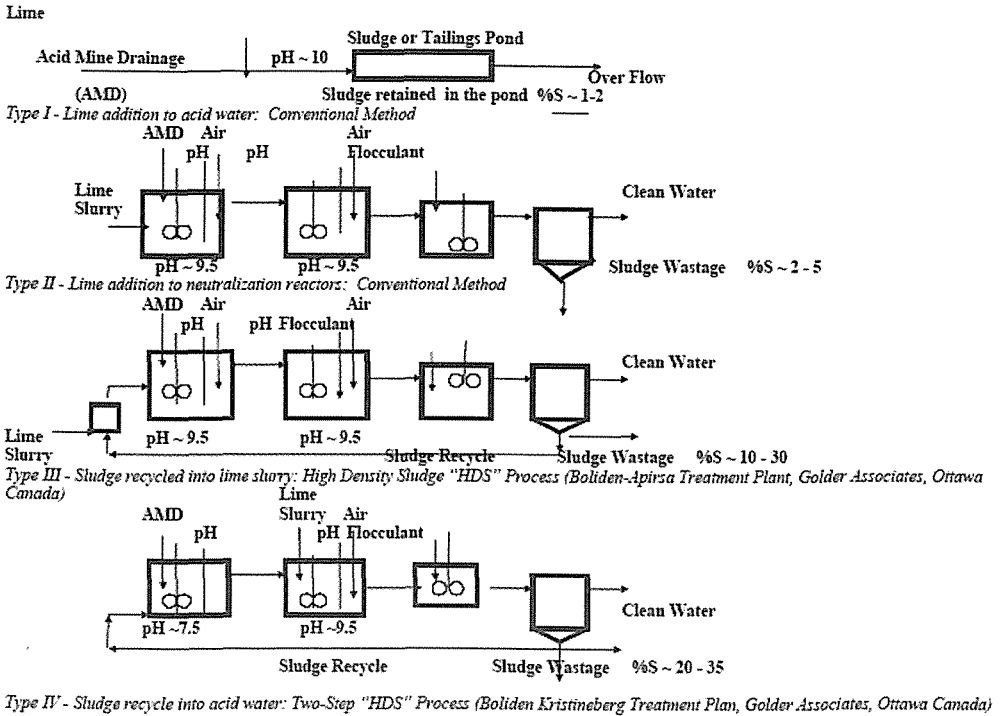 Lime
Sludge or Tailings Pond
Acid Mine Drainage pH ~ 10
Over Flow
(AMD) Sludge retained in the pond %S ~ 1-2
Type I - Lime addition to acid water: Conventional Method
AMD Air Air
pH pH Flocculant
Lime Clean Water
Slurry
pH ~ 9.5 pH ~ 9.5 Sludge Wastage %S ~ 2 - 5
Type II - Lime addition to neutralization reactors: Conventional Method
AMD Air Air
pH pH Flocculant
Clean Water
Lime pH ~ 9.5 pH ~ 9.5
Slurry Sludge Recycle Sludge Wastage %S ~ 10 - 30
Type III - Sludge recycled into lime slurry: High Density Sludge "HDS" Process (Boliden-Apirsa Treatment Plant, Golder Associates, Ottawa
Canada)
Lime
AMD Slurry Air
pH pH Flocculant
Clean Water
pH ~7.5 pH ~9.5
Sludge Recycle Sludge Wastage %S ~ 20 - 35
Type IV - Sludge recycle into acid water: Two-Step "HDS" Process (Boliden Kristineberg Treatment Plan, Golder Associates, Ottawa Canada)